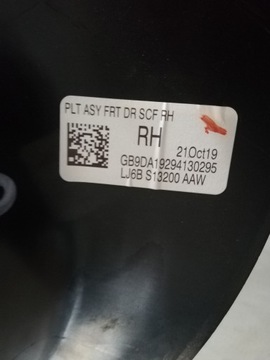 PLT ASY FRT DR SCF RH
RH
21Oct19
GB9DA19294130295
LJ6B S13200 AAW